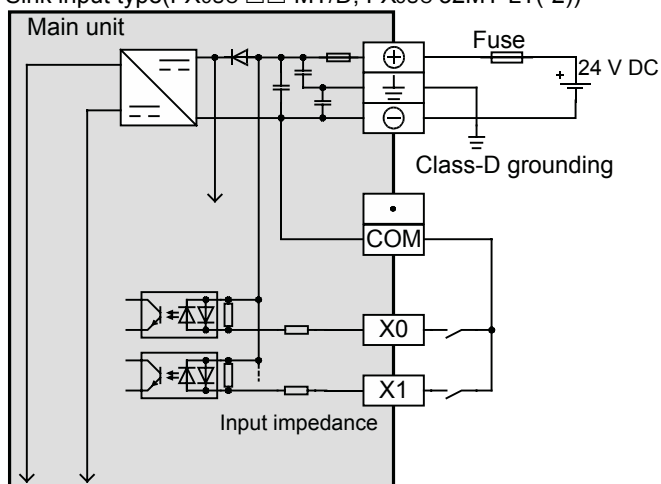 Main unit
Fuse
24 V DC
+
Class-D grounding
COM
X0
X1
Input impedance